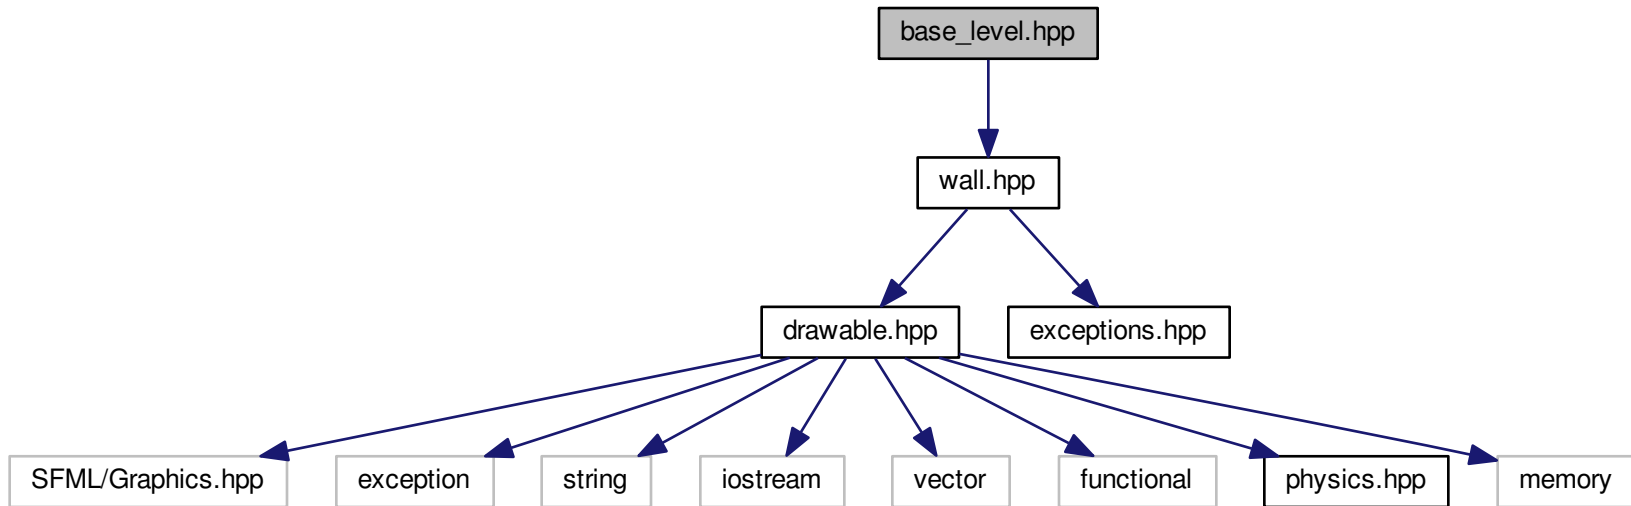 base_level.hpp
wall.hpp
drawable.hpp
exceptions.hpp
SFML/Graphics.hpp
exception
string
iostream
vector
functional
physics.hpp
memory